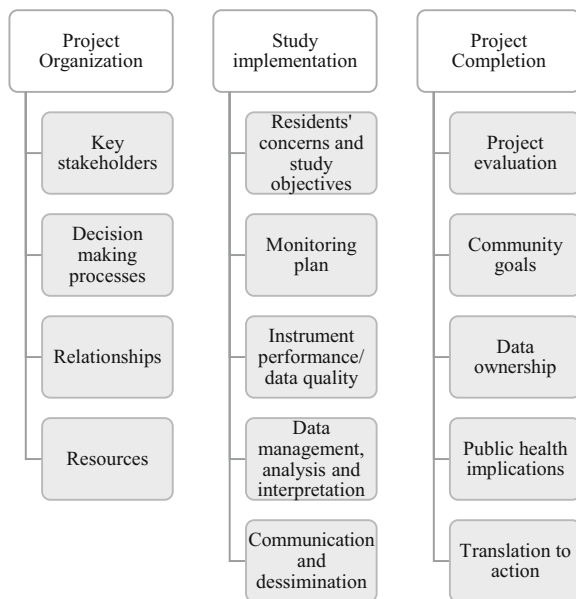 Project
Organization
Key
stakeholders
Decision
making
processes
Relationships
Resources
Study
implementation
Residents'
concerns and
study
objectives
Monitoring
plan
Instrument
performance/
data quality
Data
management,
analysis and
interpretation
Communication
and
dessimination
Project
Completion
Project
evaluation
Community
goals
Data
ownership
Public health
implications
Translation to
action